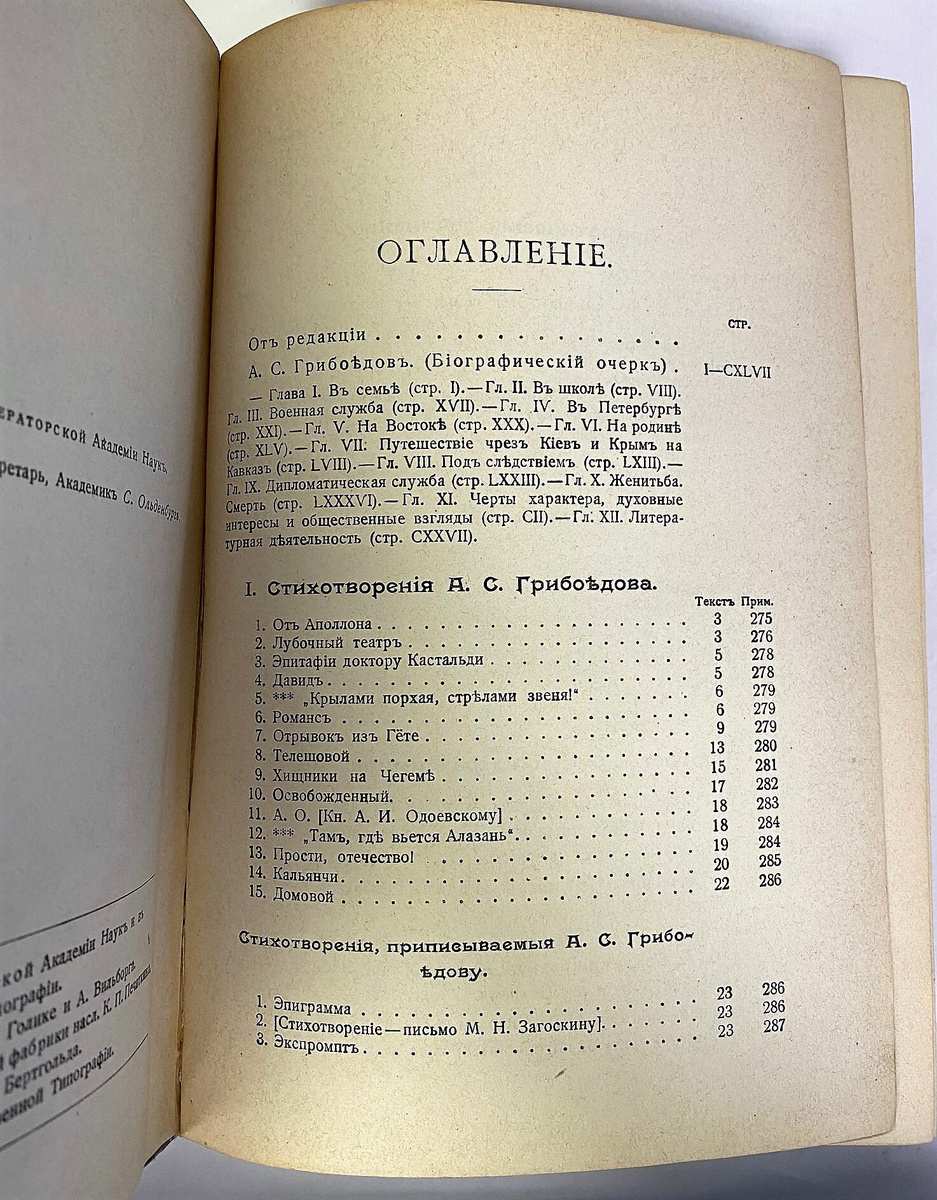 ЕРАТОРСКОЙ Академіи Наукъ,
ретарь, Академикъ С. Ольденбургъ.
кой Академіи Наукъ и въ
пографіи.
Голике и А. Вильборгъ.
й фабрики насл. К. П. Печаткина
Бертгольда.
венной Типографіи.
ОГЛАВЛЕНІЕ.
СТР.
Отъ редакціи
А. С. Грибоѣдовъ. (Біографическій очеркъ) . I—CXLVII
— Глава I. Въ семьѣ (стр. I).—Гл. II. Въ школѣ (стр. VIII).
Гл. III. Военная служба (стр. XVII).—Гл. IV. Въ Петербургѣ
(стр. XXI).—Гл. V. На Востокѣ (стр. XXX).—Гл. VI. На родинѣ
(стр. XLV).—Гл. VII. Путешествіе чрезъ Кіевъ и Крымъ на
Кавказъ (стр. LVIII).—Гл. VIII. Подъ слѣдствіемъ (стр. LXIII).—
Гл. IX. Дипломатическая служба (стр. LXXIII).—Гл. X. Женитьба.
Смерть (стр. LXXXVI).—Гл. XI. Черты характера, духовные
интересы и общественные взгляды (стр. CII).—Гл. XII. Литера-
турная дѣятельность (стр. CXXVII).
I. Стихотворенія А. С. Грибоѣдова.
Текстъ Прим.
1. Отъ Аполлона 3 275
2. Лубочный театръ 3 276
3. Эпитафіи доктору Кастальди 5 278
4. Давидъ 5 278
5. *** „Крылами порхая, стрѣлами звеня!“ 6 279
6. Романсъ 6 279
7. Отрывокъ изъ Гёте 9 279
8. Телешовой 13 280
9. Хищники на Чегемѣ 15 281
10. Освобожденный 17 282
11. А. О. [Кн. А. И. Одоевскому] 18 283
12. *** „Тамъ, гдѣ вьется Алазань“ 18 284
13. Прости, отечество! 19 284
14. Кальянчи 20 285
15. Домовой 22 286
Стихотворенія, приписываемыя А. С. Грибо-
ѣдову.
1. Эпиграмма 23 286
2. [Стихотвореніе—письмо М. Н. Загоскину] 23 286
3. Экспромптъ 23 287